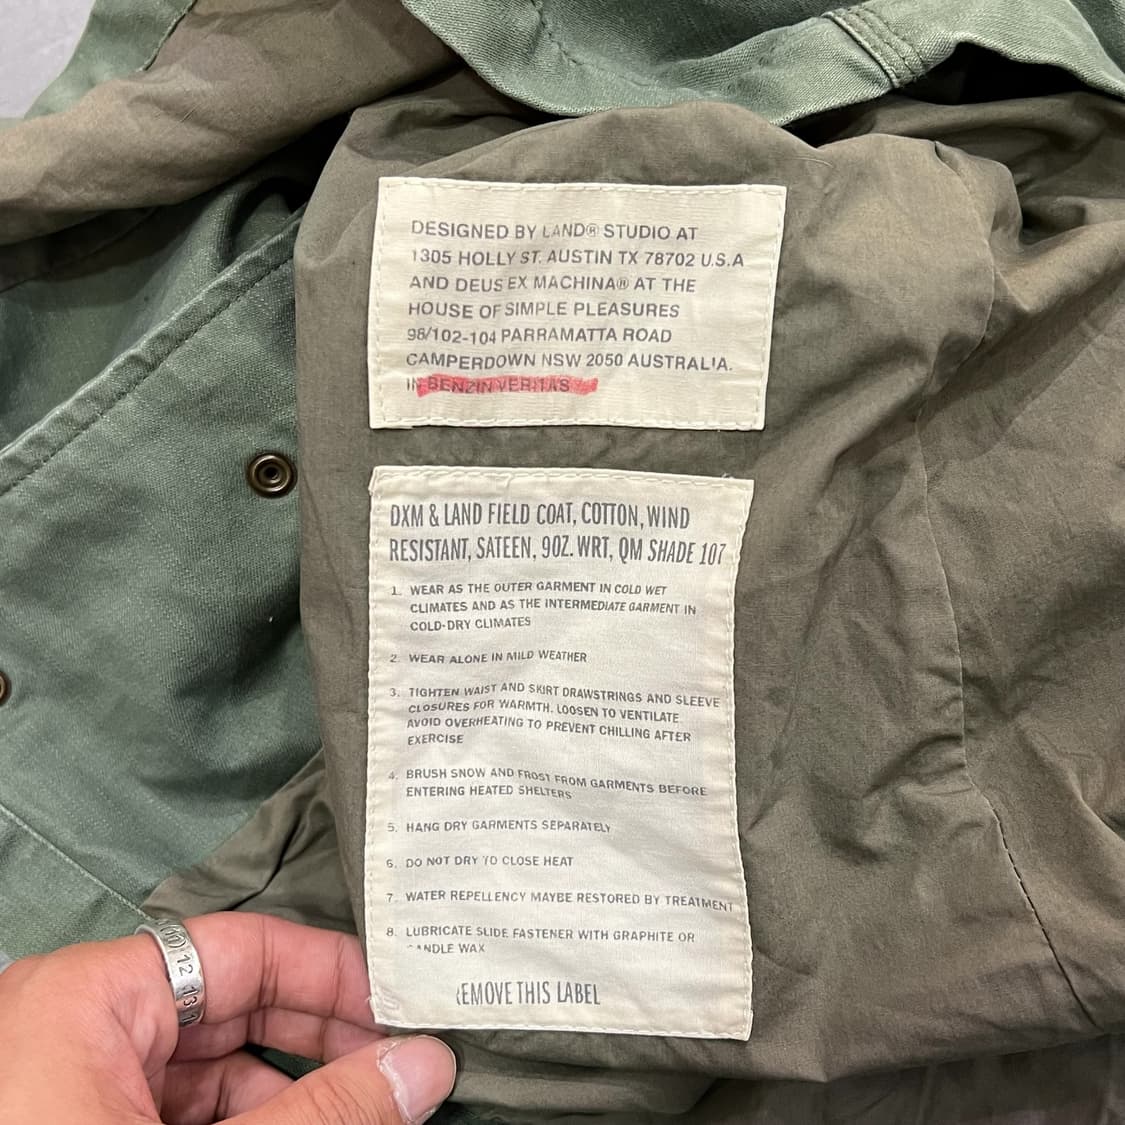 DESIGNED BY LAND® STUDIO AT
1305 HOLLY ST. AUSTIN TX 78702 U.S.A
AND DEUS EX MACHINA® AT THE
HOUSE OF SIMPLE PLEASURES
98/102-104 PARRAMATTA ROAD
CAMPERDOWN NSW 2050 AUSTRALIA.
IN BENZIN VERITAS
DXM & LAND FIELD COAT, COTTON, WIND
RESISTANT, SATEEN, 9OZ. WRT, QM SHADE 107
1. WEAR AS THE OUTER GARMENT IN COLD WET
CLIMATES AND AS THE INTERMEDIATE GARMENT IN
COLD-DRY CLIMATES
2. WEAR ALONE IN MILD WEATHER
3. TIGHTEN WAIST AND SKIRT DRAWSTRINGS AND SLEEVE
CLOSURES FOR WARMTH. LOOSEN TO VENTILATE.
AVOID OVERHEATING TO PREVENT CHILLING AFTER
EXERCISE
4. BRUSH SNOW AND FROST FROM GARMENTS BEFORE
ENTERING HEATED SHELTERS
5. HANG DRY GARMENTS SEPARATELY
6. DO NOT DRY TO CLOSE HEAT
7. WATER REPELLENCY MAYBE RESTORED BY TREATMENT
8. LUBRICATE SLIDE FASTENER WITH GRAPHITE OR
CANDLE WAX
REMOVE THIS LABEL
12 13